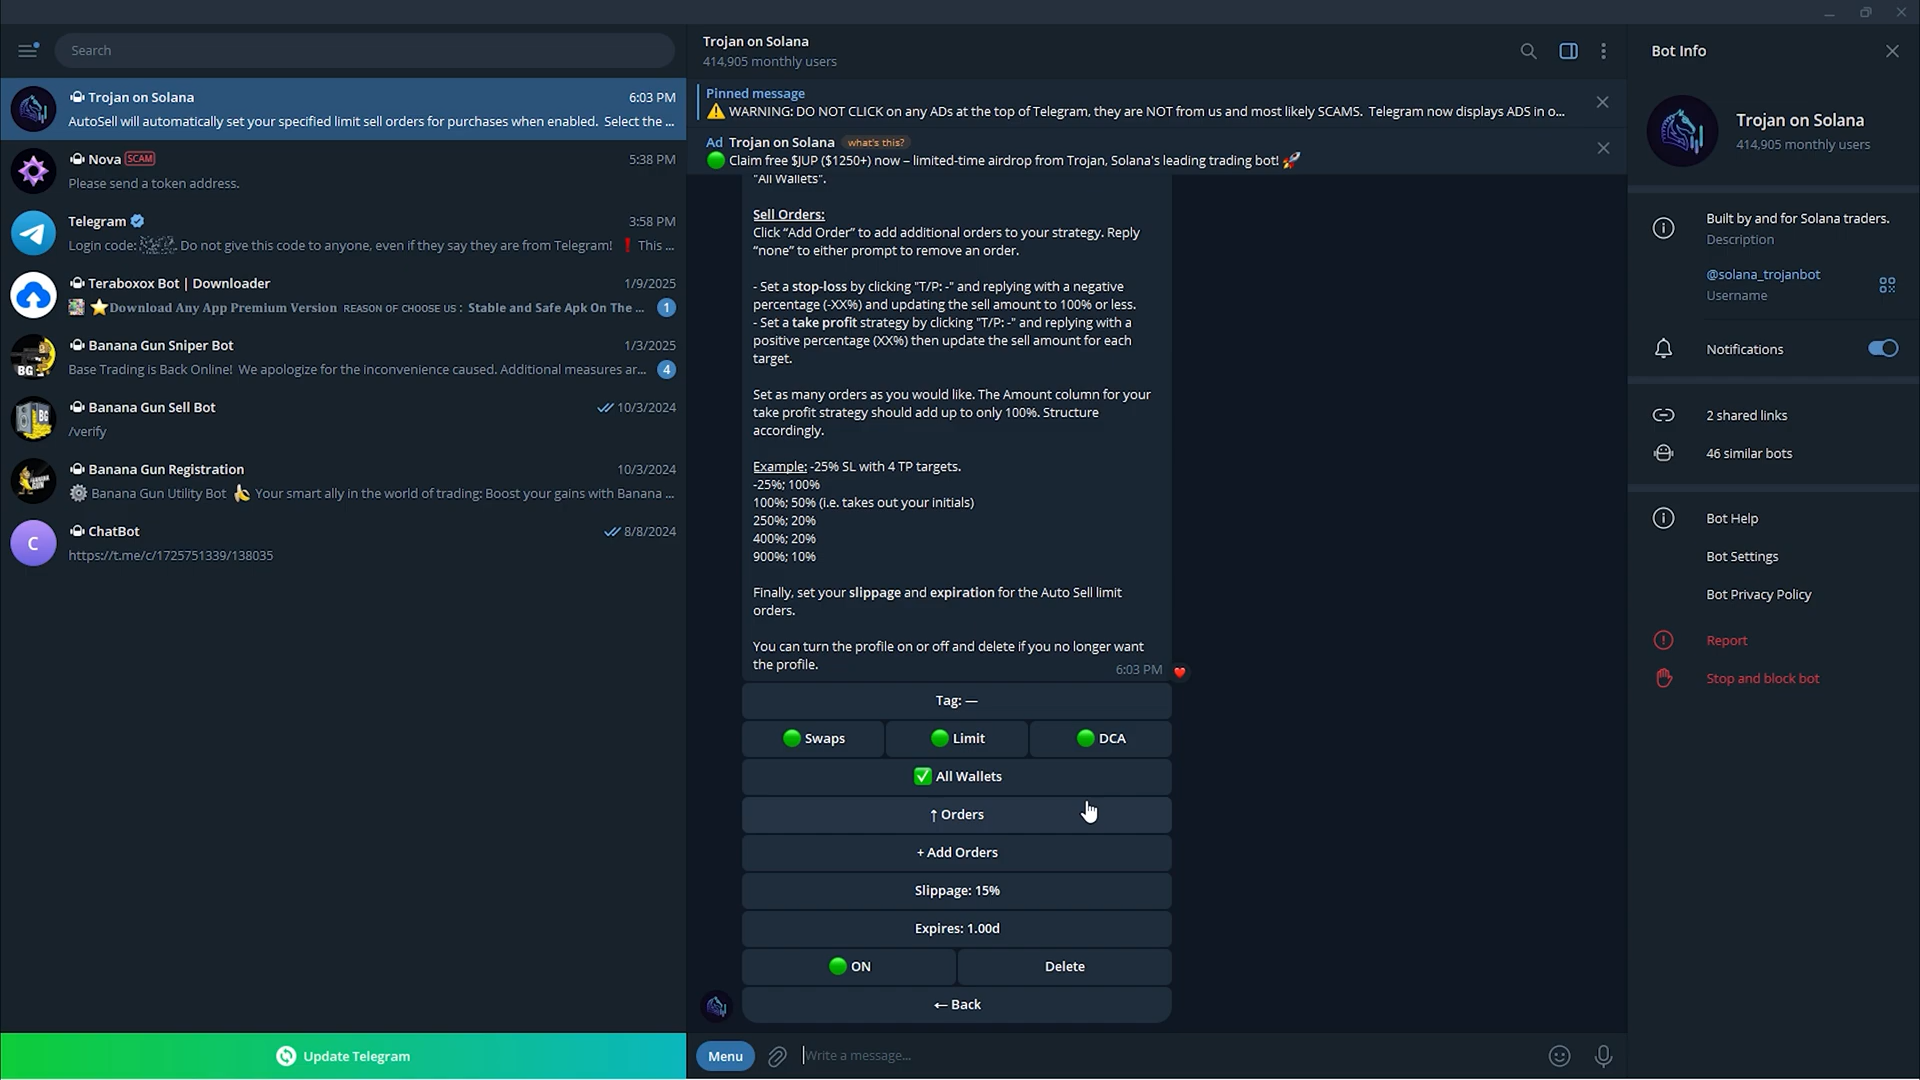 Search
Trojan on Solana
6:03 PM
AutoSell will automatically set your specified limit sell orders for purchases when enabled. Select the ...
Nova SCAM
5:38 PM
Please send a token address.
Telegram
3:58 PM
Login code: Do not give this code to anyone, even if they say they are from Telegram! ❗ This ...
Teraboxox Bot | Downloader
1/9/2025
⭐Download Any App Premium Version REASON OF CHOOSE US : Stable and Safe Apk On The ...
1
Banana Gun Sniper Bot
1/3/2025
Base Trading is Back Online! We apologize for the inconvenience caused. Additional measures ar...
4
BG
Banana Gun Sell Bot
10/3/2024
/verify
BG
Banana Gun Registration
10/3/2024
⚙️ Banana Gun Utility Bot 🍌 Your smart ally in the world of trading: Boost your gains with Banana ...
C
ChatBot
8/8/2024
https://t.me/c/1725751339/138035
Update Telegram
Trojan on Solana
414,905 monthly users
Pinned message
⚠️ WARNING: DO NOT CLICK on any ADs at the top of Telegram, they are NOT from us and most likely SCAMS. Telegram now displays ADS in o...
Ad Trojan on Solana what's this?
🟢 Claim free $JUP ($1250+) now – limited-time airdrop from Trojan, Solana's leading trading bot! 🚀
"All Wallets".
Sell Orders:
Click “Add Order” to add additional orders to your strategy. Reply
“none” to either prompt to remove an order.
- Set a stop-loss by clicking "T/P: -" and replying with a negative
percentage (-XX%) and updating the sell amount to 100% or less.
- Set a take profit strategy by clicking "T/P: -" and replying with a
positive percentage (XX%) then update the sell amount for each
target.
Set as many orders as you would like. The Amount column for your
take profit strategy should add up to only 100%. Structure
accordingly.
Example: -25% SL with 4 TP targets.
-25%; 100%
100%; 50% (i.e. takes out your initials)
250%; 20%
400%; 20%
900%; 10%
Finally, set your slippage and expiration for the Auto Sell limit
orders.
You can turn the profile on or off and delete if you no longer want
the profile.
6:03 PM
Tag: —
🟢 Swaps
🟢 Limit
🟢 DCA
✅ All Wallets
↑ Orders
+ Add Orders
Slippage: 15%
Expires: 1.00d
🟢 ON
Delete
← Back
Menu
Write a message...
Bot Info
Trojan on Solana
414,905 monthly users
Built by and for Solana traders.
Description
@solana_trojanbot
Username
Notifications
2 shared links
46 similar bots
Bot Help
Bot Settings
Bot Privacy Policy
Report
Stop and block bot